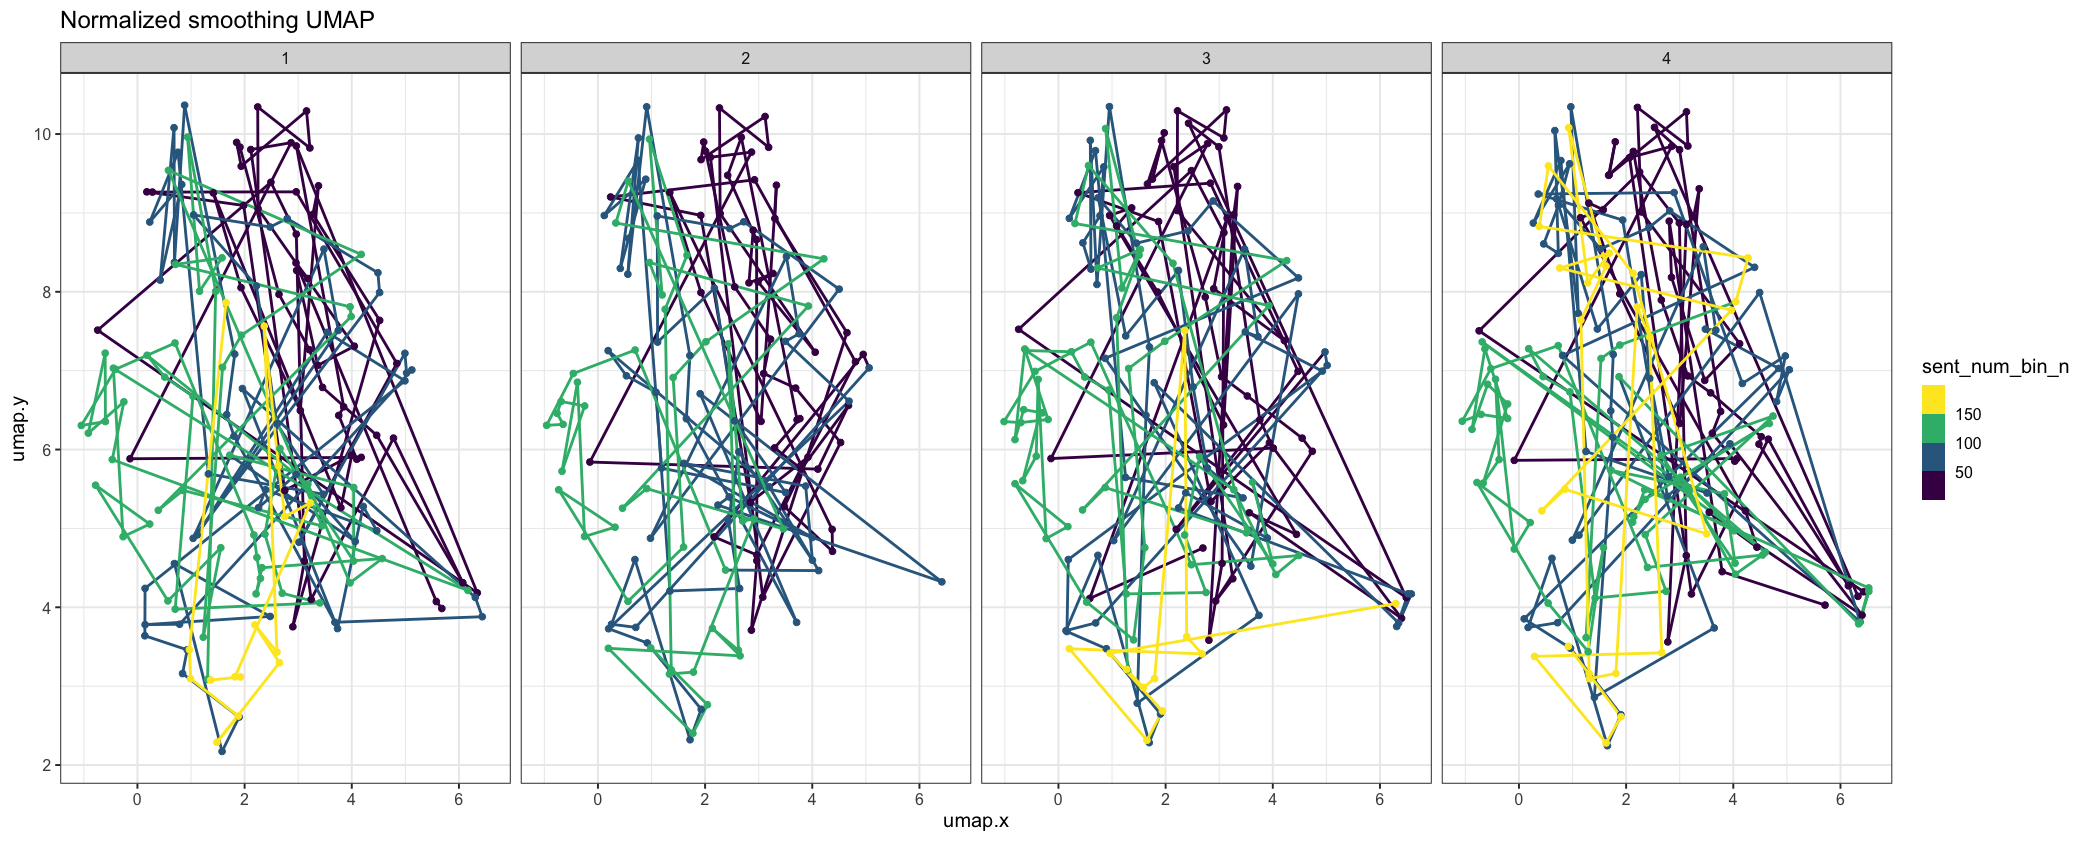 Normalized smoothing UMAP
1 2 3 4
umap.y
10
8
6
4
2
0 2 4 6 0 2 4 6 0 2 4 6 0 2 4 6
umap.x
sent_num_bin_n
150
100
50